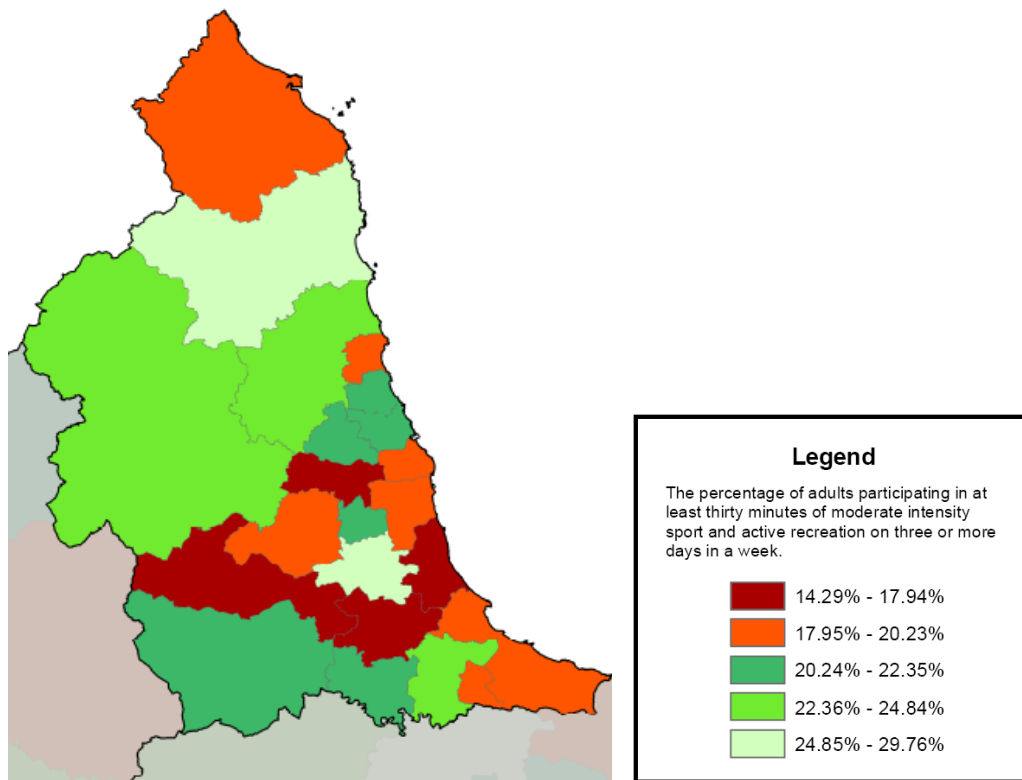 Legend
The percentage of adults participating in at
least thirty minutes of moderate intensity
sport and active recreation on three or more
days in a week.
14.29% - 17.94%
17.95% - 20.23%
20.24% - 22.35%
22.36% - 24.84%
24.85% - 29.76%